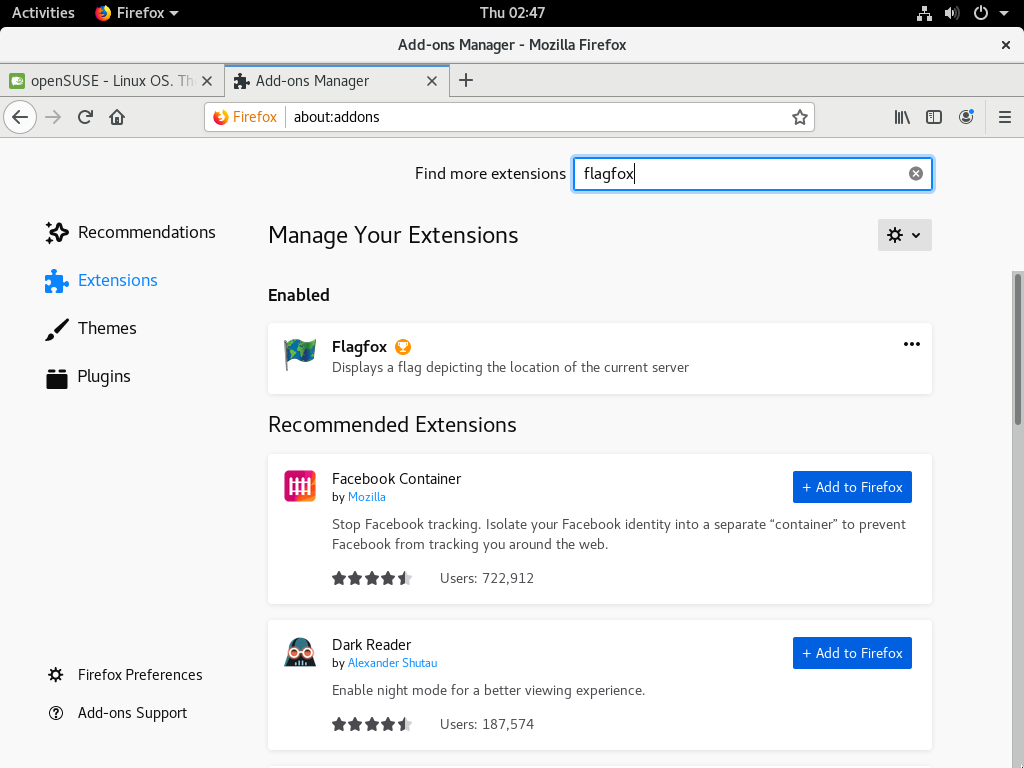 Activities Firefox Thu 02:47
Add-ons Manager - Mozilla Firefox
openSUSE - Linux OS. Th Add-ons Manager
Firefox about:addons
Find more extensions flagfox
Recommendations
Extensions
Themes
Plugins
Firefox Preferences
Add-ons Support
Manage Your Extensions
Enabled
Flagfox
Displays a flag depicting the location of the current server
Recommended Extensions
Facebook Container
by Mozilla
+ Add to Firefox
Stop Facebook tracking. Isolate your Facebook identity into a separate “container” to prevent
Facebook from tracking you around the web.
Users: 722,912
Dark Reader
by Alexander Shutau
+ Add to Firefox
Enable night mode for a better viewing experience.
Users: 187,574